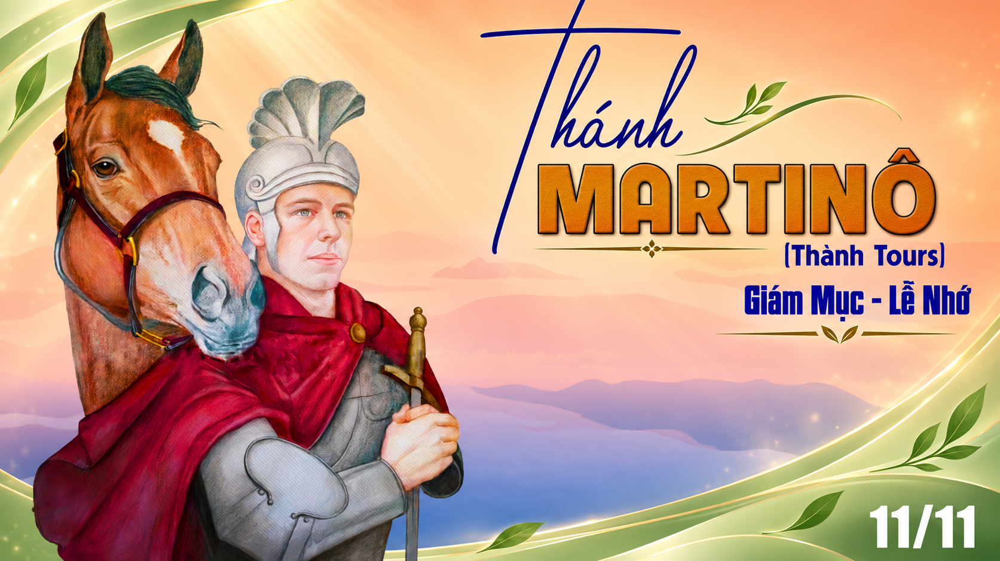 Thánh
MARTINÔ
(Thành Tours)
Giám Mục - Lễ Nhớ
11/11